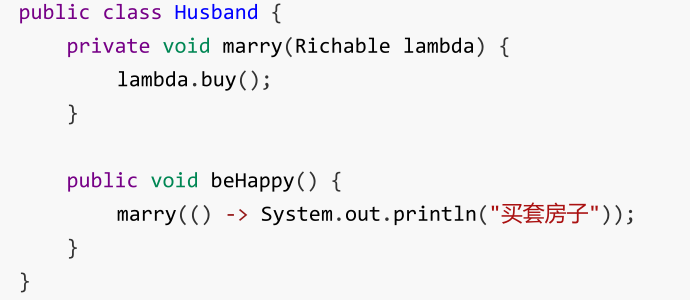 public class Husband {
    private void marry(Richable lambda) {
        lambda.buy();
    }

    public void beHappy() {
        marry(() -> System.out.println("买套房子"));
    }
}